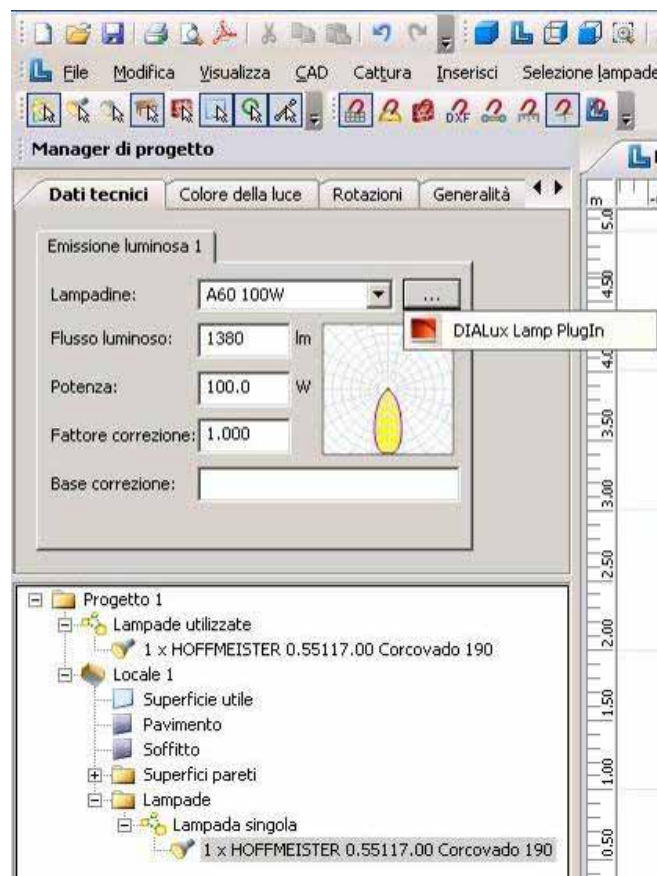 File Modifica Visualizza CAD Cattura Inserisci Selezione lampade
DXF
Manager di progetto
Dati tecnici Colore della luce Rotazioni Generalità
Emissione luminosa 1
Lampadine: A60 100W ...
DIALux Lamp PlugIn
Flusso luminoso: 1380 lm
Potenza: 100.0 W
Fattore correzione: 1.000
Base correzione:
Progetto 1
Lampade utilizzate
1 x HOFFMEISTER 0.55117.00 Corcovado 190
Locale 1
Superficie utile
Pavimento
Soffitto
Superfici pareti
Lampade
Lampada singola
1 x HOFFMEISTER 0.55117.00 Corcovado 190
m
5.0
4.50
4.0
3.50
3.00
2.50
2.00
1.50
1.00
0.50